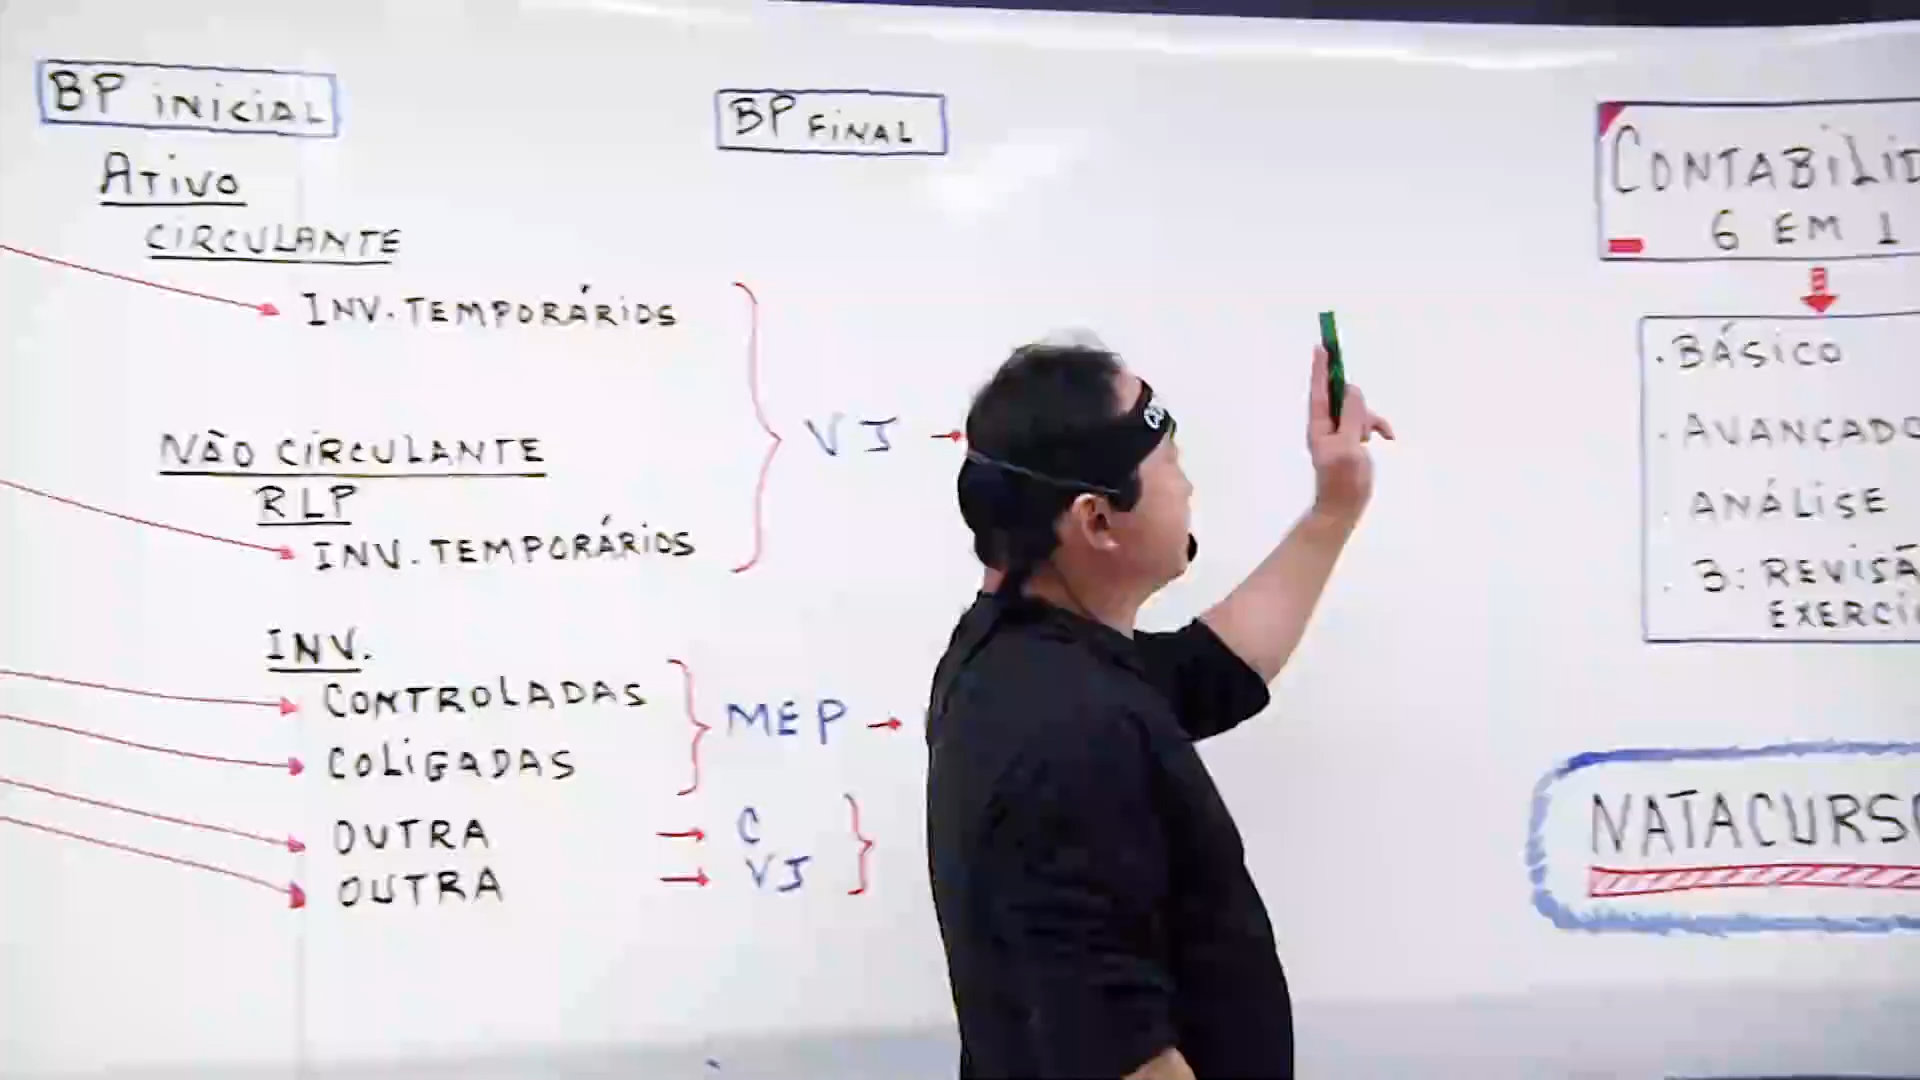 BP INICIAL
ATIVO
CIRCULANTE
INV. TEMPORÁRIOS
NÃO CIRCULANTE
RLP
INV. TEMPORÁRIOS
INV.
CONTROLADAS
COLIGADAS
OUTRA
OUTRA
BP FINAL
VJ
MEP
C
VJ
CONTABILID
6 EM 1
. BÁSICO
. AVANÇADO
. ANÁLISE
. 3: REVISÃ
EXERCÍ
NATACURSO